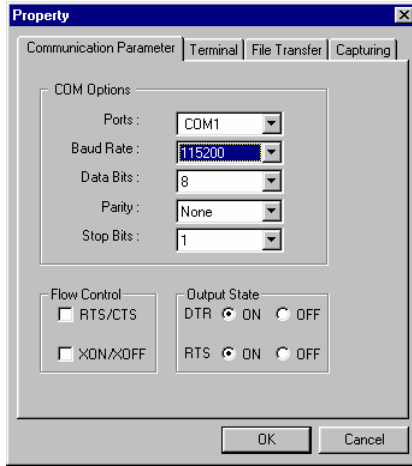 Property
Communication Parameter Terminal File Transfer Capturing
COM Options
Ports : COM1
Baud Rate : 115200
Data Bits : 8
Parity : None
Stop Bits : 1
Flow Control Output State
RTS/CTS DTR ON OFF
XON/XOFF RTS ON OFF
OK Cancel